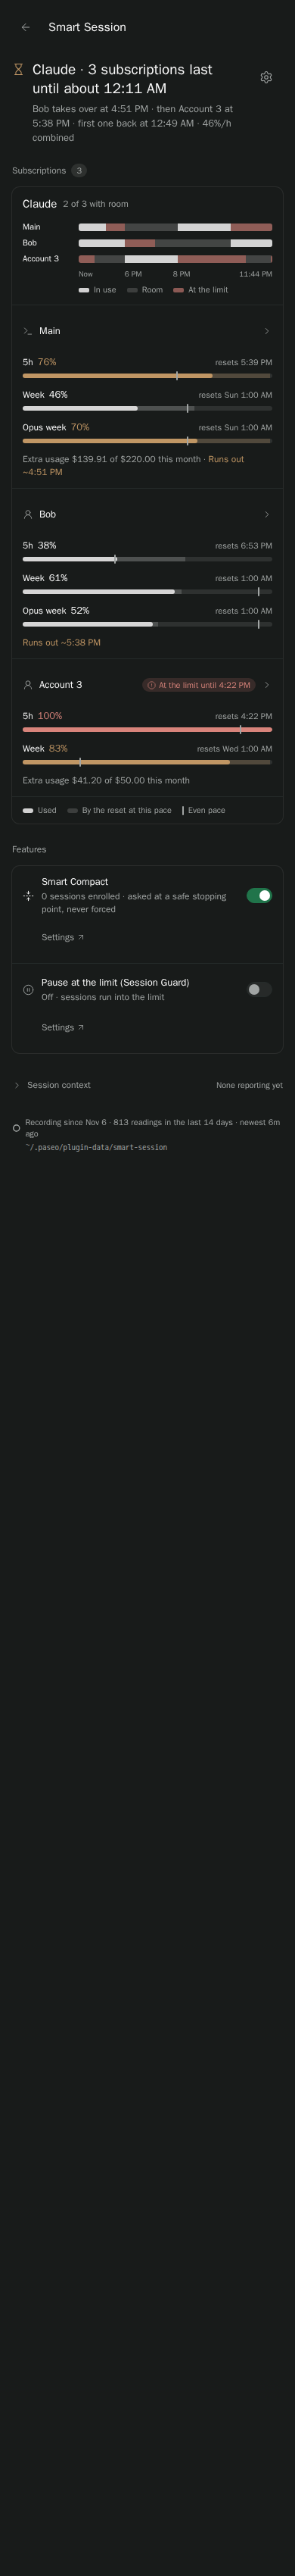 Smart Session
Claude · 3 subscriptions last
until about 12:11 AM
Bob takes over at 4:51 PM · then Account 3 at
5:38 PM · first one back at 12:49 AM · 46%/h
combined
Subscriptions 3
Claude 2 of 3 with room
Main
Bob
Account 3
Now 6 PM 8 PM 11:44 PM
In use Room At the limit
Main
5h 76% resets 5:39 PM
Week 46% resets Sun 1:00 AM
Opus week 70% resets Sun 1:00 AM
Extra usage $139.91 of $220.00 this month · Runs out
~4:51 PM
Bob
5h 38% resets 6:53 PM
Week 61% resets 1:00 AM
Opus week 52% resets 1:00 AM
Runs out ~5:38 PM
Account 3 At the limit until 4:22 PM
5h 100% resets 4:22 PM
Week 83% resets Wed 1:00 AM
Extra usage $41.20 of $50.00 this month
Used By the reset at this pace Even pace
Features
Smart Compact
0 sessions enrolled · asked at a safe stopping
point, never forced
Settings
Pause at the limit (Session Guard)
Off · sessions run into the limit
Settings
Session context None reporting yet
Recording since Nov 6 · 813 readings in the last 14 days · newest 6m
ago
~/.paseo/plugin-data/smart-session